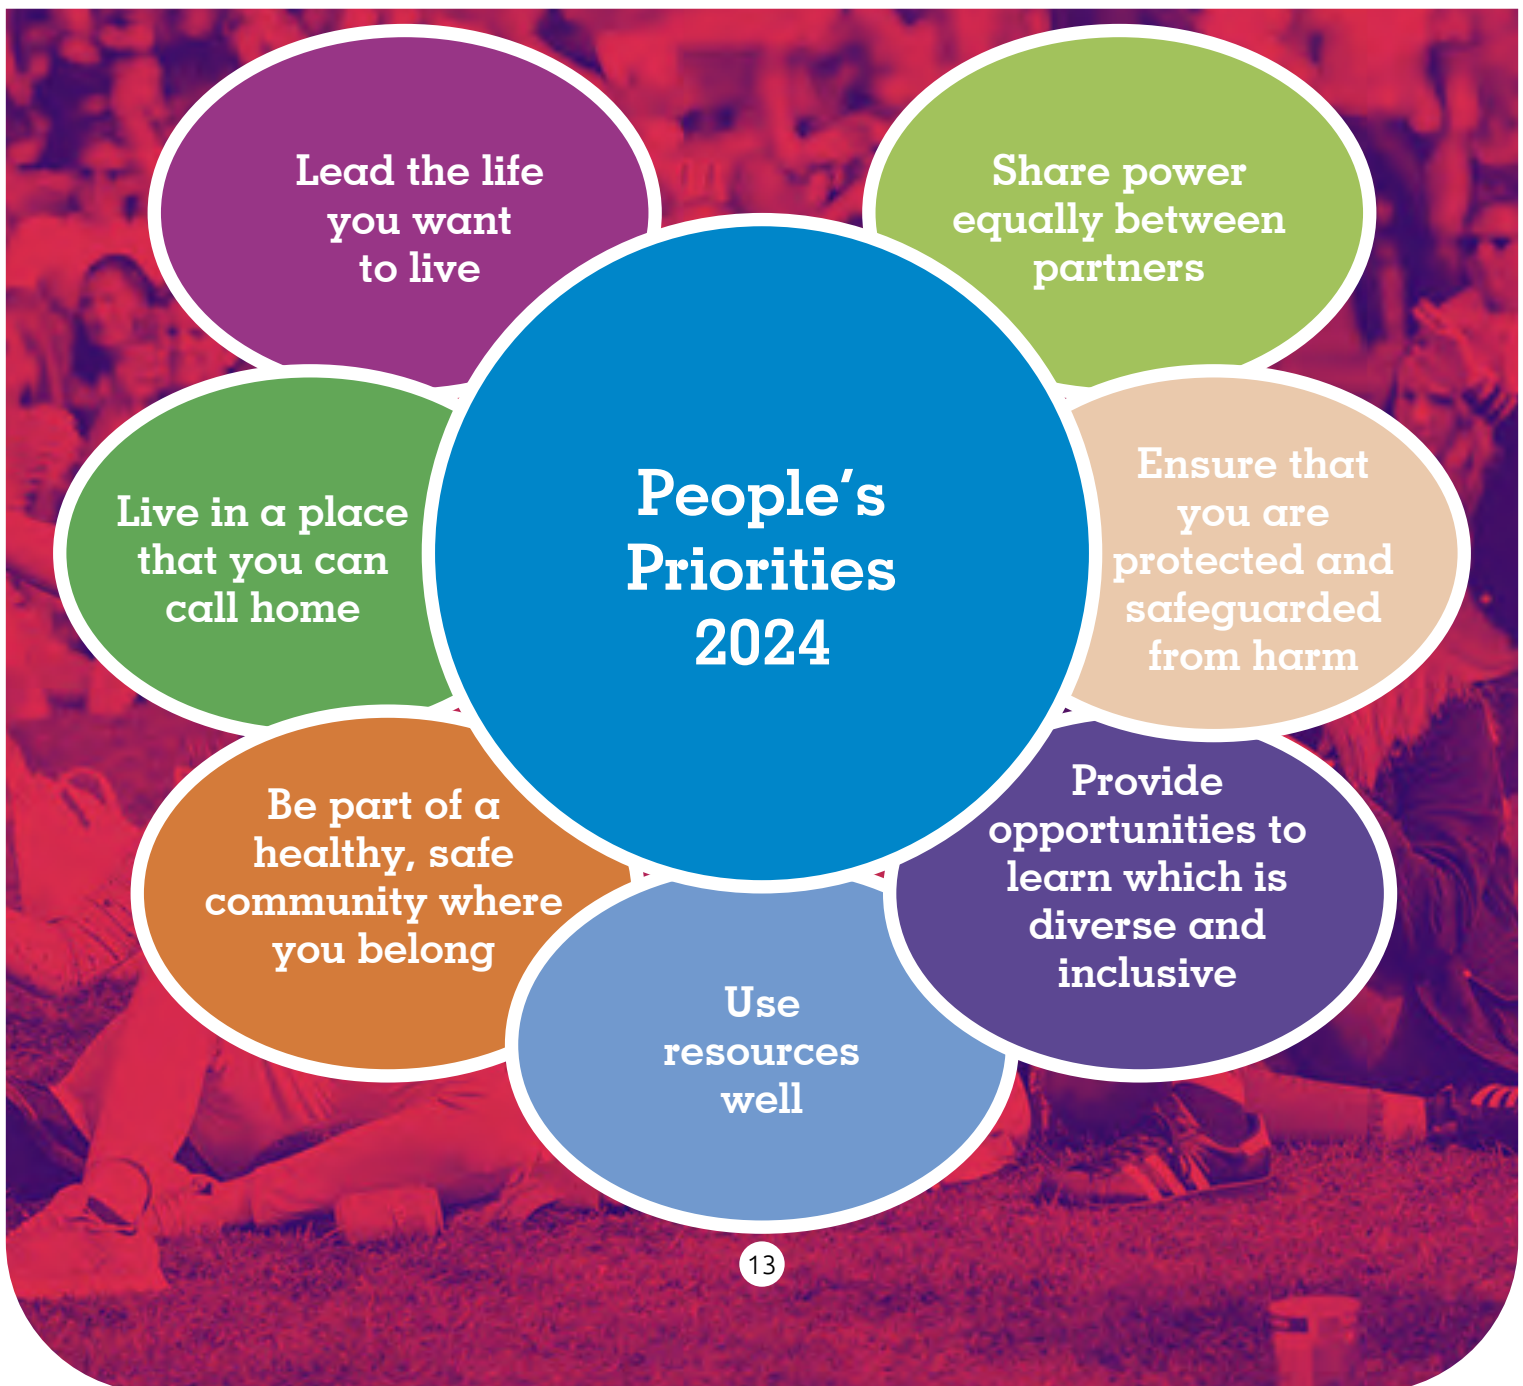 Lead the life
you want
to live
Share power
equally between
partners
Live in a place
that you can
call home
People’s
Priorities
2024
Ensure that
you are
protected and
safeguarded
from harm
Be part of a
healthy, safe
community where
you belong
Provide
opportunities to
learn which is
diverse and
inclusive
Use
resources
well
13